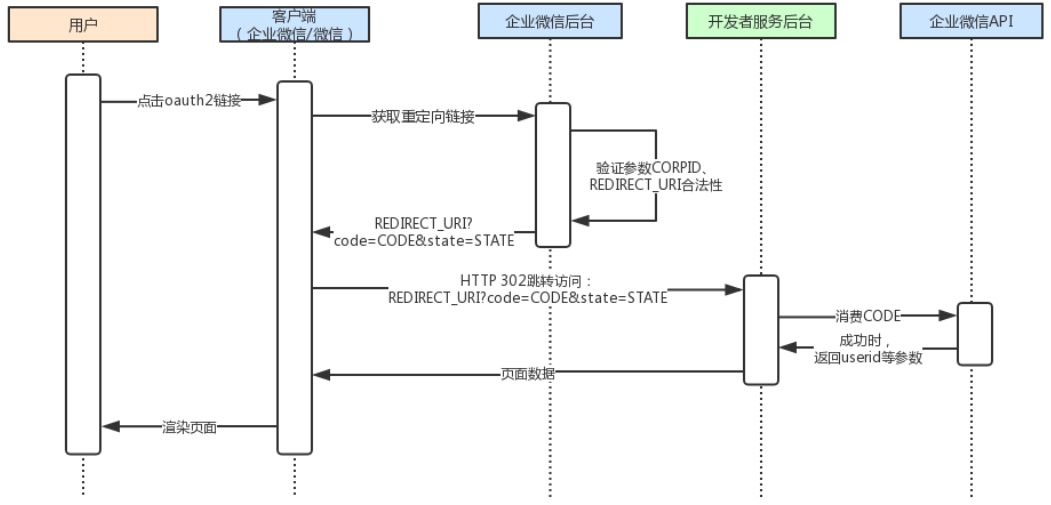 用户
客户端
（企业微信/微信）
企业微信后台
开发者服务后台
企业微信API
点击oauth2链接
获取重定向链接
验证参数CORPID、
REDIRECT_URI合法性
REDIRECT_URI?
code=CODE&state=STATE
HTTP 302跳转访问：
REDIRECT_URI?code=CODE&state=STATE
消费CODE
成功时，
返回userid等参数
页面数据
渲染页面